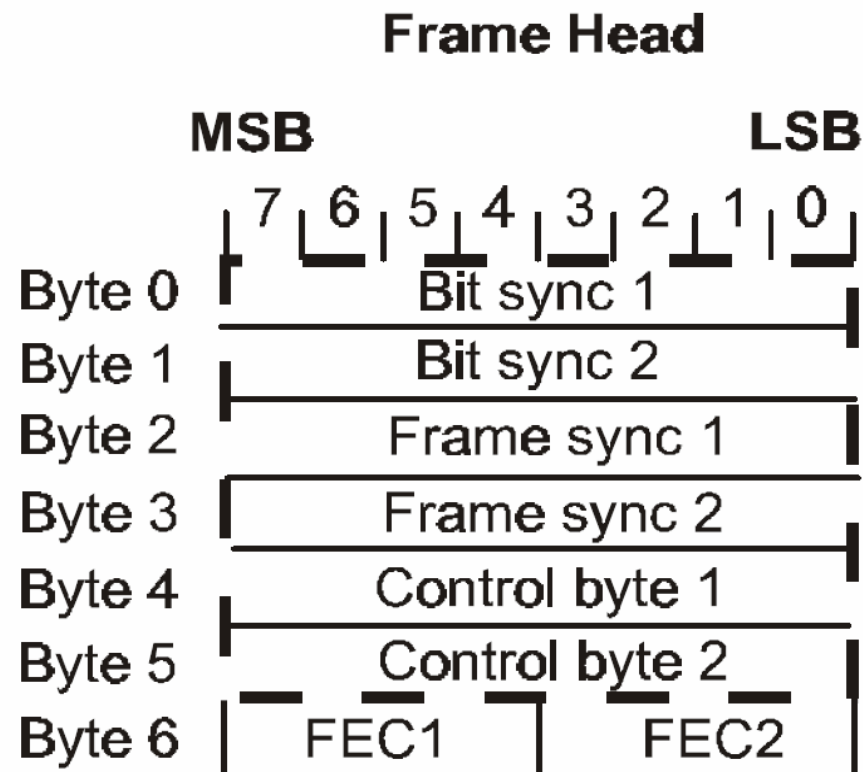 Frame Head
MSB LSB
7 6 5 4 3 2 1 0
Byte 0 Bit sync 1
Byte 1 Bit sync 2
Byte 2 Frame sync 1
Byte 3 Frame sync 2
Byte 4 Control byte 1
Byte 5 Control byte 2
Byte 6 FEC1 FEC2